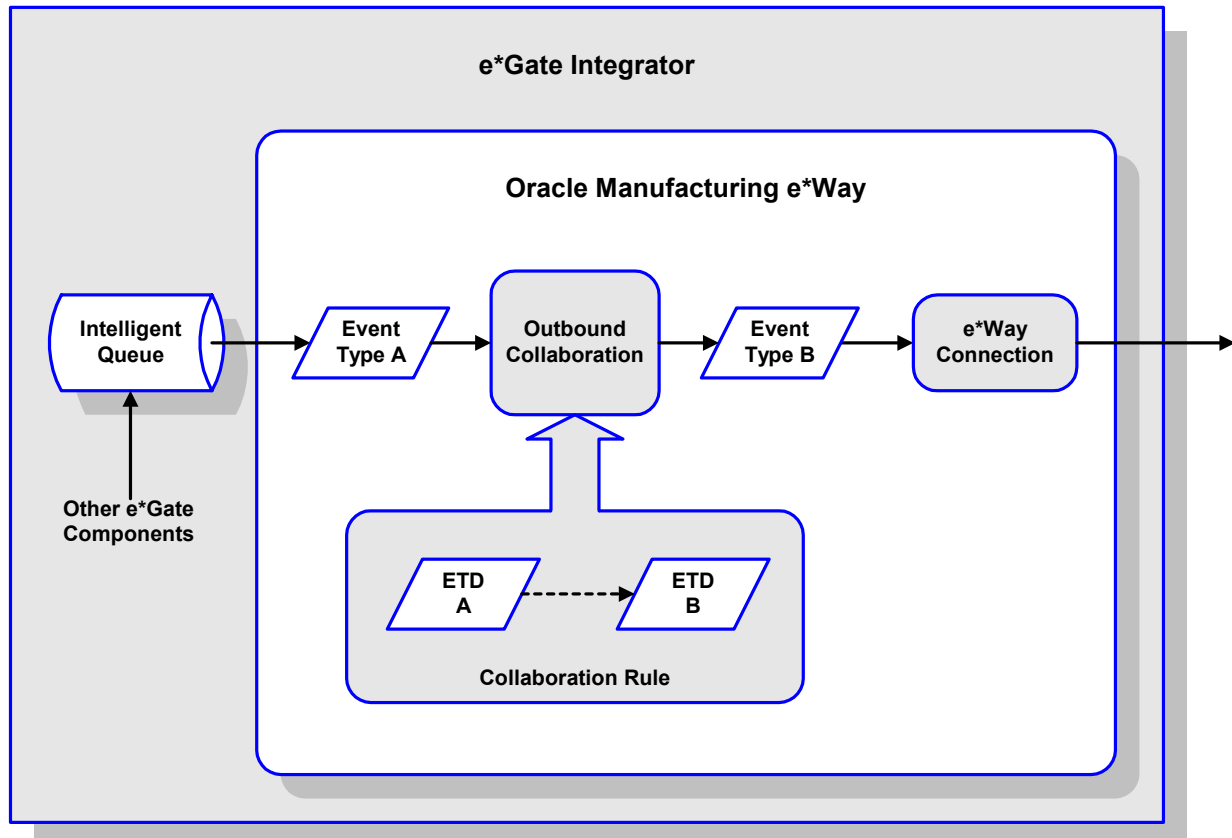 e*Gate Integrator
Oracle Manufacturing e*Way
Intelligent
Queue
Event
Type A
Outbound
Collaboration
Event
Type B
e*Way
Connection
Other e*Gate
Components
ETD
A
ETD
B
Collaboration Rule